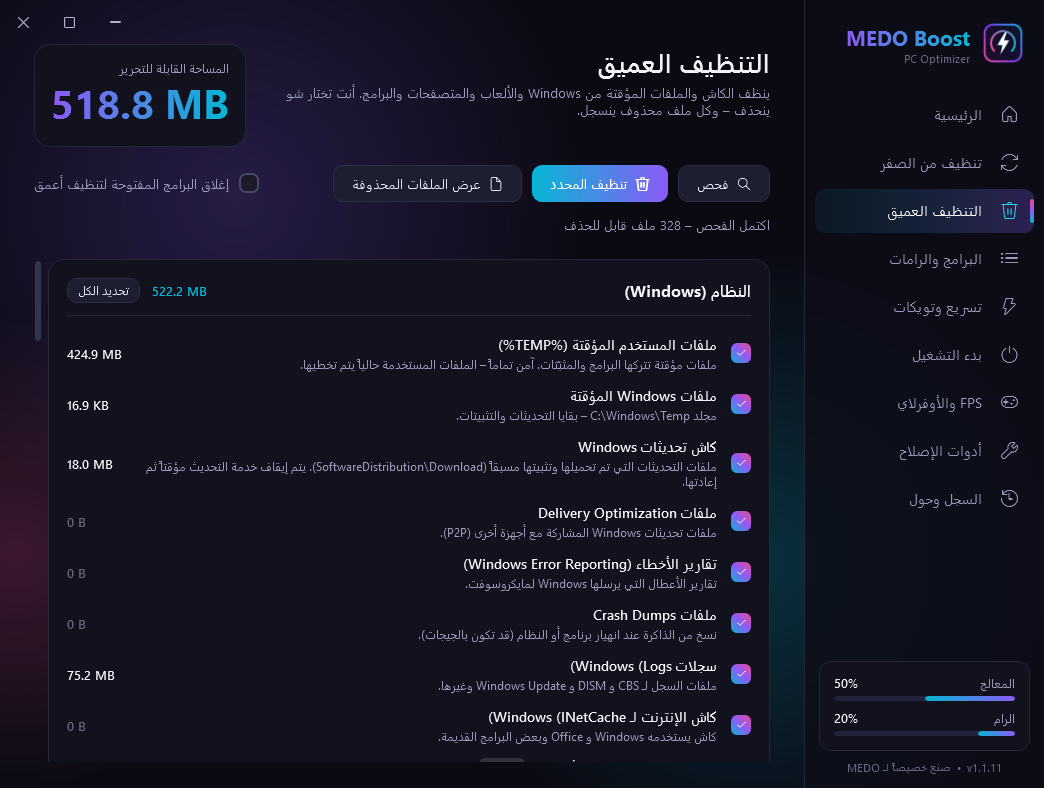 MEDO Boost
PC Optimizer
الرئيسية
تنظيف من الصفر
التنظيف العميق
البرامج والرامات
تسريع وتويكات
بدء التشغيل
FPS والأوفرلاي
أدوات الإصلاح
السجل وحول
المعالج 50%
الرام 20%
v1.1.11 • صنع خصيصاً لـ MEDO
التنظيف العميق
ينظف الكاش والملفات المؤقتة من Windows والألعاب والمتصفحات والبرامج. أنت تختار شو
ينحذف – وكل ملف محذوف ينسجل.
المساحة القابلة للتحرير
518.8 MB
فحص
تنظيف المحدد
عرض الملفات المحذوفة
إغلاق البرامج المفتوحة لتنظيف أعمق
اكتمل الفحص – 328 ملف قابل للحذف
النظام (Windows)
522.2 MB
تحديد الكل
ملفات المستخدم المؤقتة (%TEMP%)
ملفات مؤقتة تتركها البرامج والمثبتات. آمن تماماً – الملفات المستخدمة حالياً يتم تخطيها.
424.9 MB
ملفات Windows المؤقتة
مجلد C:\Windows\Temp – بقايا التحديثات والتثبيتات.
16.9 KB
كاش تحديثات Windows
ملفات التحديثات التي تم تحميلها وتثبيتها مسبقاً (SoftwareDistribution\Download). يتم إيقاف خدمة التحديث مؤقتاً ثم
إعادتها.
18.0 MB
ملفات Delivery Optimization
ملفات تحديثات Windows المشاركة مع أجهزة أخرى (P2P).
0 B
تقارير الأخطاء (Windows Error Reporting)
تقارير الأعطال التي يرسلها Windows لمايكروسوفت.
0 B
ملفات Crash Dumps
نسخ من الذاكرة عند انهيار برنامج أو النظام (قد تكون بالجيجات).
0 B
سجلات Windows (Logs)
ملفات السجل لـ CBS و DISM و Windows Update وغيرها.
75.2 MB
كاش الإنترنت لـ Windows (INetCache)
كاش يستخدمه Windows و Office وبعض البرامج القديمة.
0 B